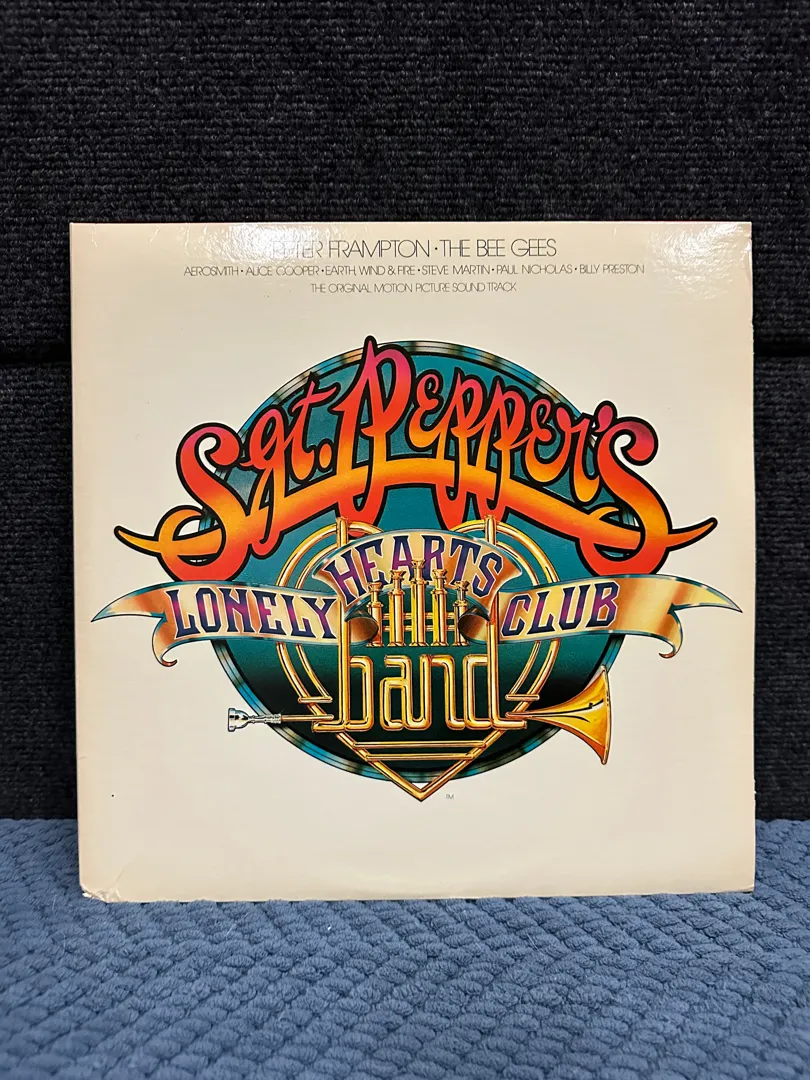 PETER FRAMPTON • THE BEE GEES
AEROSMITH • ALICE COOPER • EARTH, WIND & FIRE • STEVE MARTIN • PAUL NICHOLAS • BILLY PRESTON
THE ORIGINAL MOTION PICTURE SOUND TRACK
Sgt. Pepper's
LONELY HEARTS CLUB
band
TM